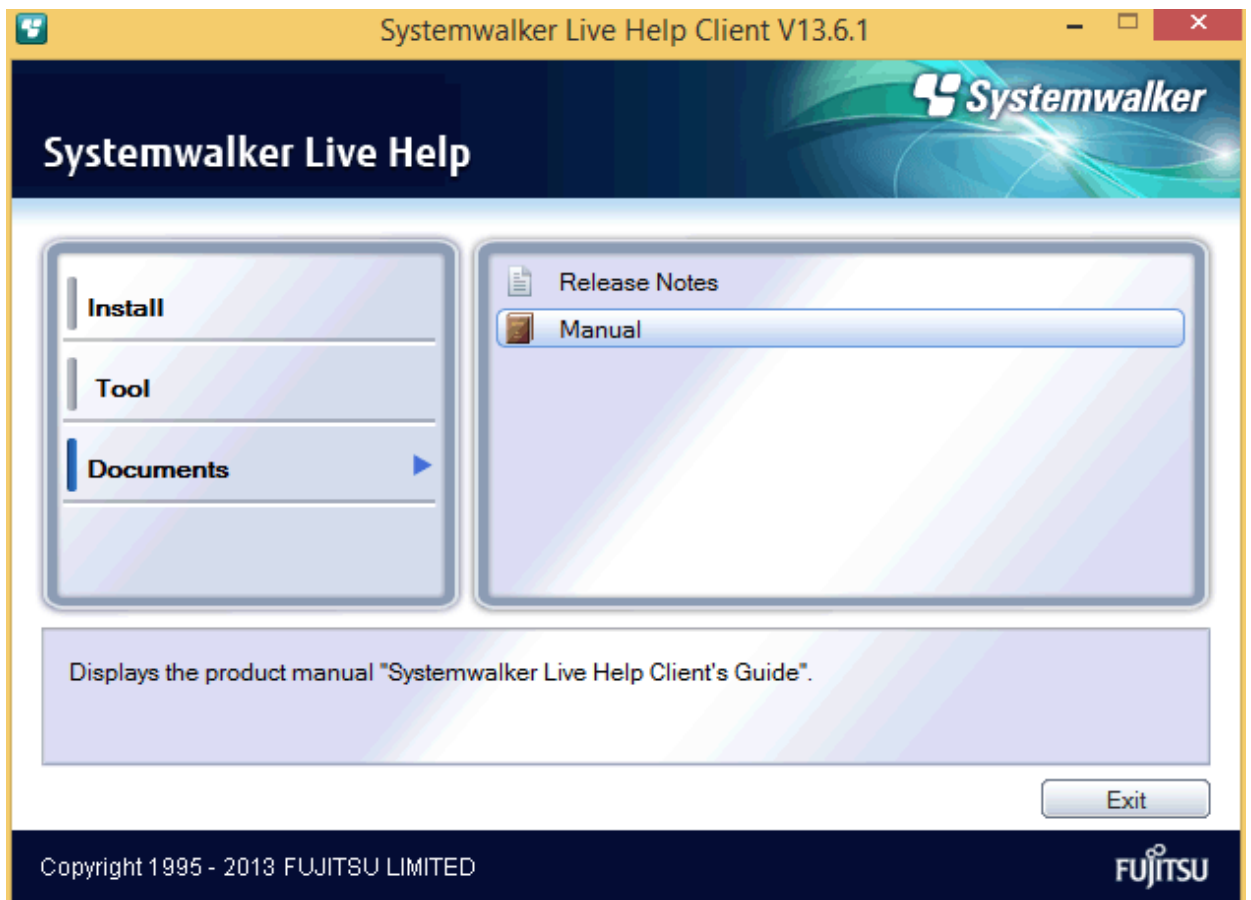 Systemwalker Live Help Client V13.6.1
Systemwalker
Systemwalker Live Help
Install
Tool
Documents
Release Notes
Manual
Displays the product manual "Systemwalker Live Help Client's Guide".
Exit
Copyright 1995 - 2013 FUJITSU LIMITED
FUJITSU